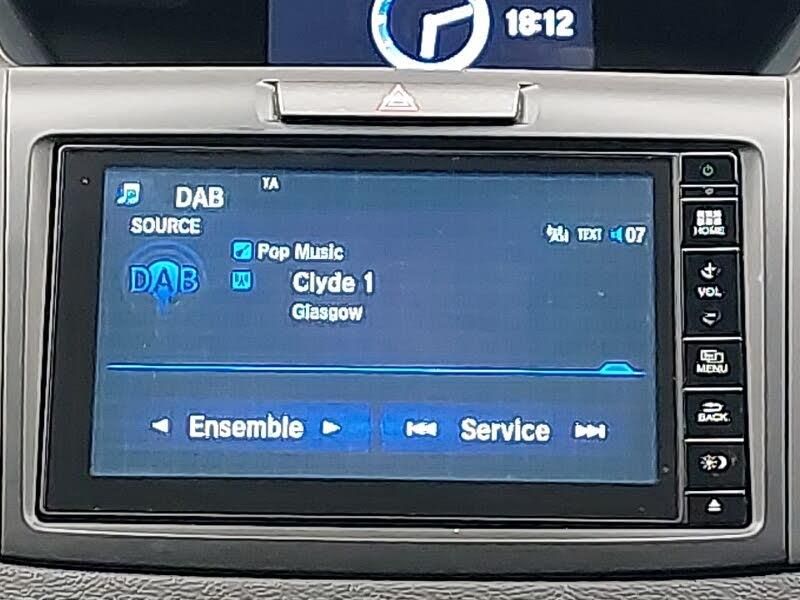 18:12
TA
DAB
SOURCE
TEXT 07
DAB
Pop Music
Clyde 1
Glasgow
Ensemble
Service
HOME
VOL
MENU
BACK